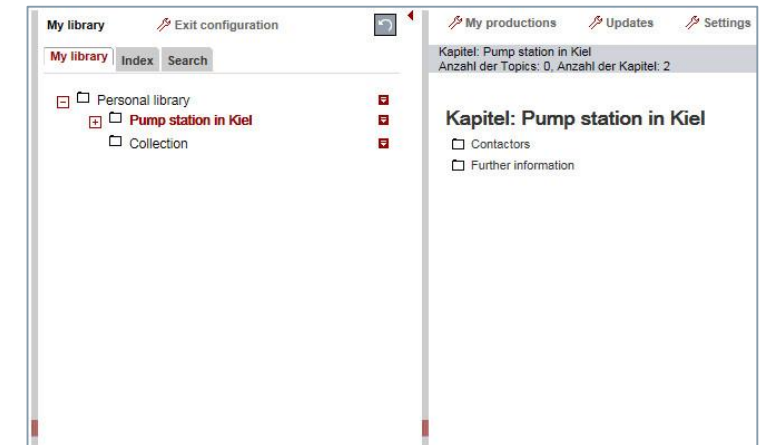 My library Exit configuration
My library Index Search
Personal library
Pump station in Kiel
Collection
My productions Updates Settings
Kapitel: Pump station in Kiel
Anzahl der Topics: 0, Anzahl der Kapitel: 2
Kapitel: Pump station in Kiel
Contactors
Further information